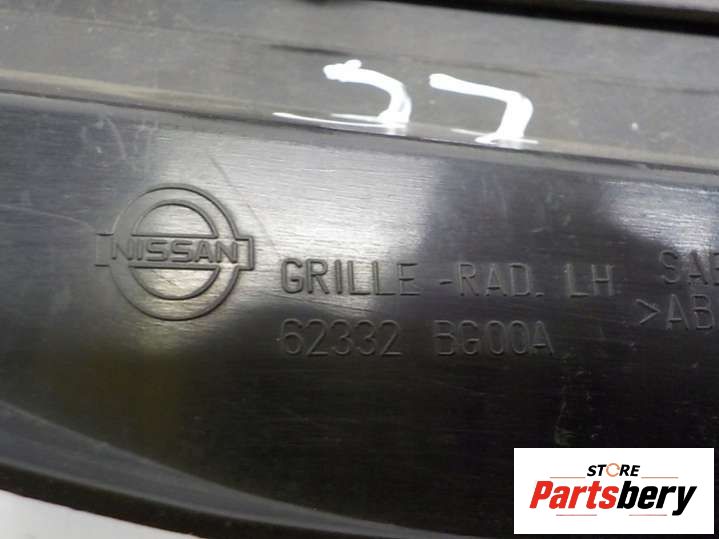 NISSAN
GRILLE-RAD. LH
62332 BG00A
STORE
Partsbery